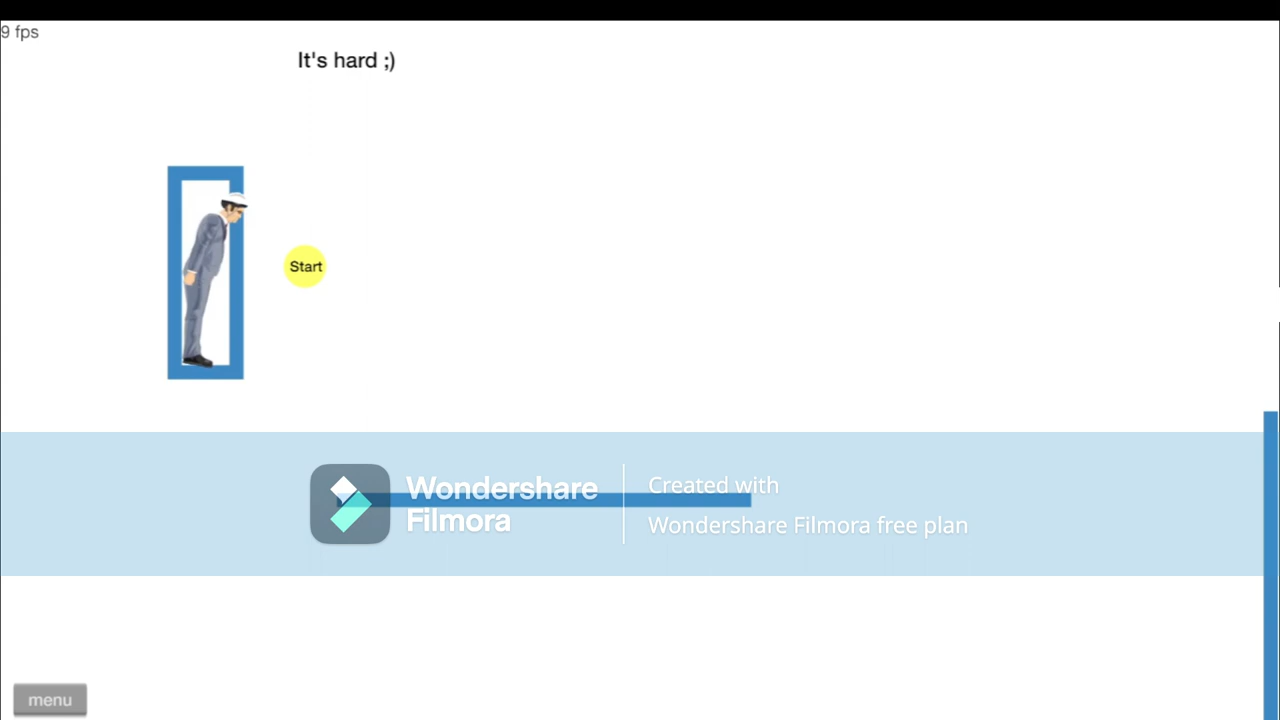 9 fps
It's hard ;)
Start
Wondershare
Filmora
Created with
Wondershare Filmora free plan
menu